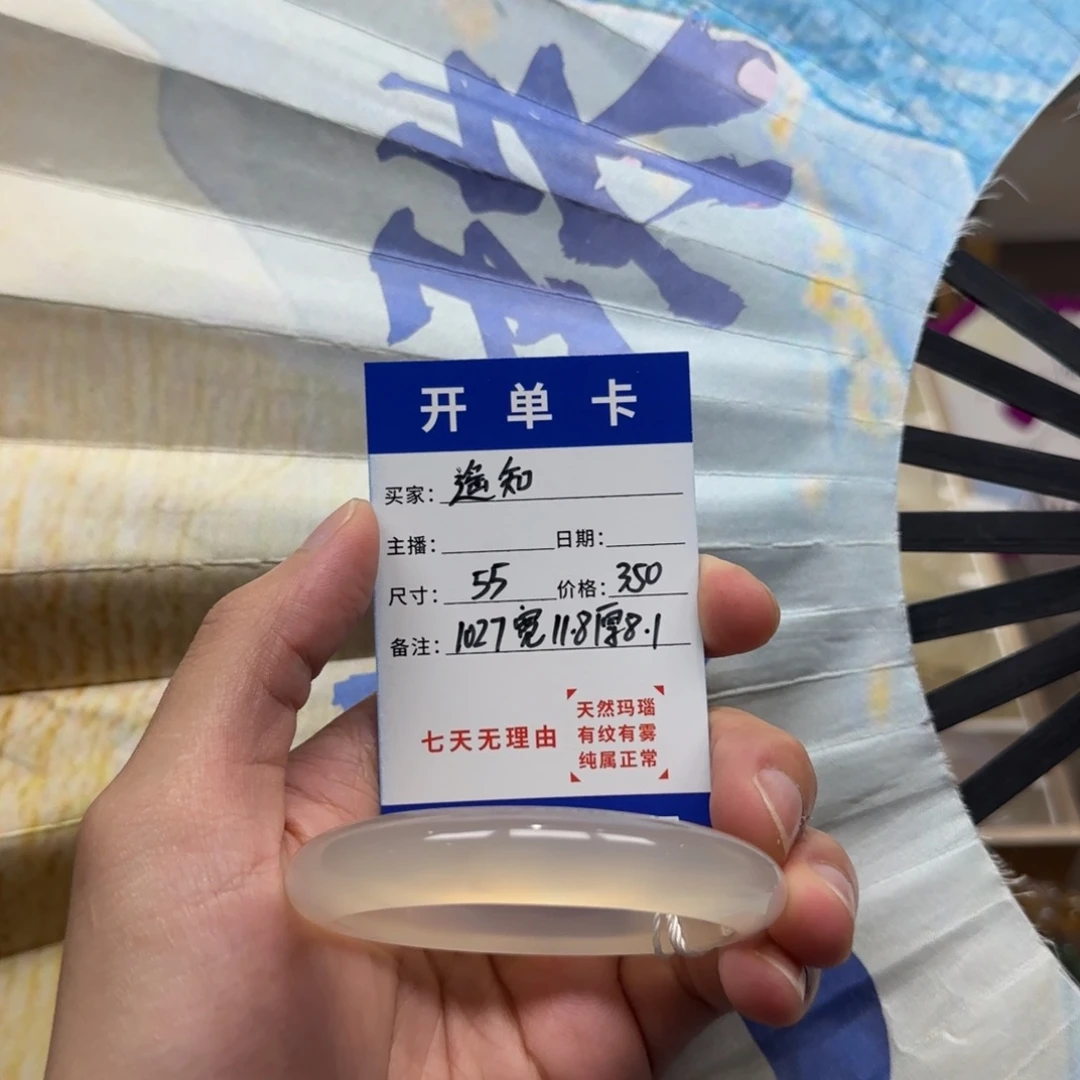 开单卡
买家：遥知
主播： 日期：
尺寸：55 价格：350
备注：1027宽11.8厚8.1
七天无理由
天然玛瑙
有纹有雾
纯属正常